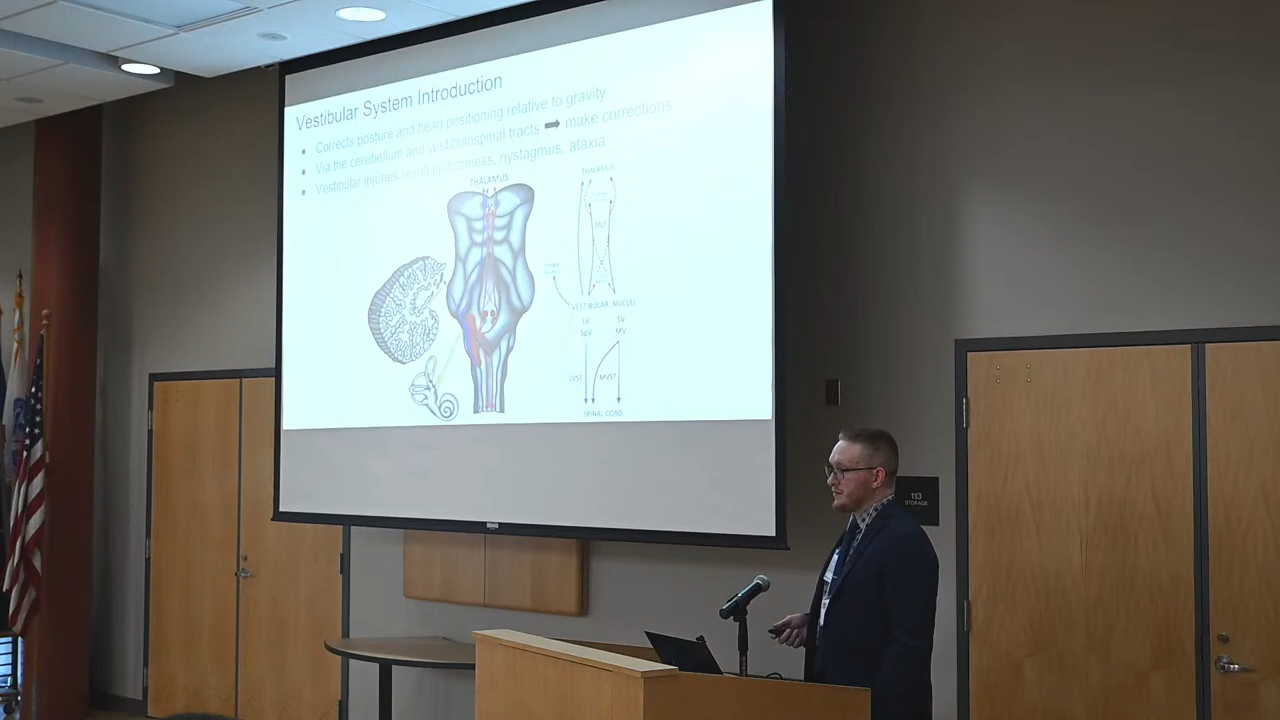 Vestibular System Introduction
Corrects posture and head positioning relative to gravity
Via the cerebellum and vestibulospinal tracts ➡ make corrections
Vestibular injuries result in dizziness, nystagmus, ataxia
THALAMUS
THALAMUS
MLF
VESTIBULAR NUCLEI
LV SV
SpV MV
LVST MVST
SPINAL CORD
113
STORAGE